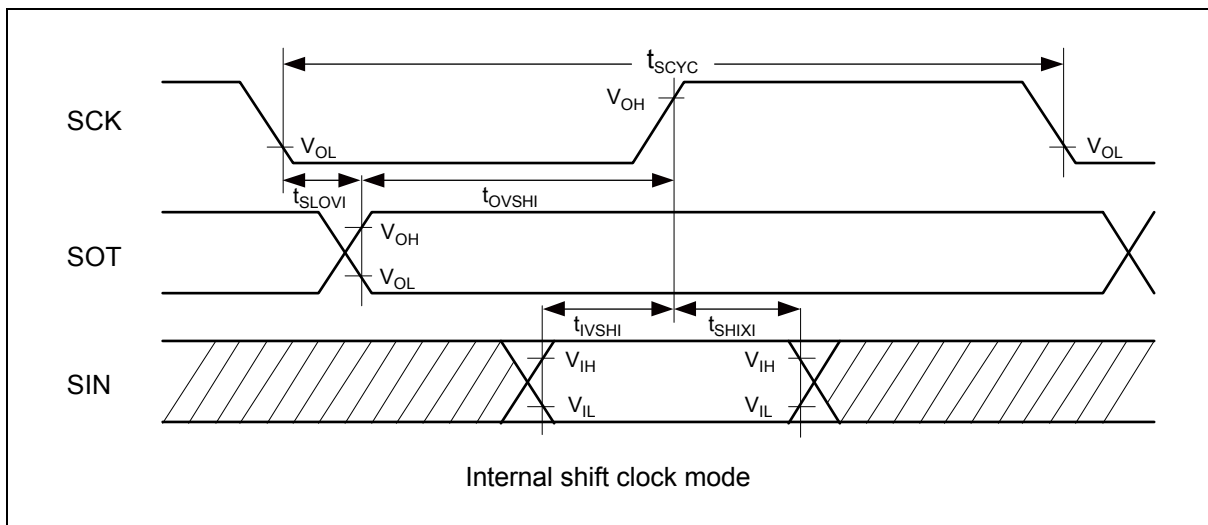 tSCYC
SCK
VOH
VOL
VOL
tSLOVI
tOVSHI
SOT
VOH
VOL
tIVSHI
tSHIXI
SIN
VIH
VIH
VIL
VIL
Internal shift clock mode